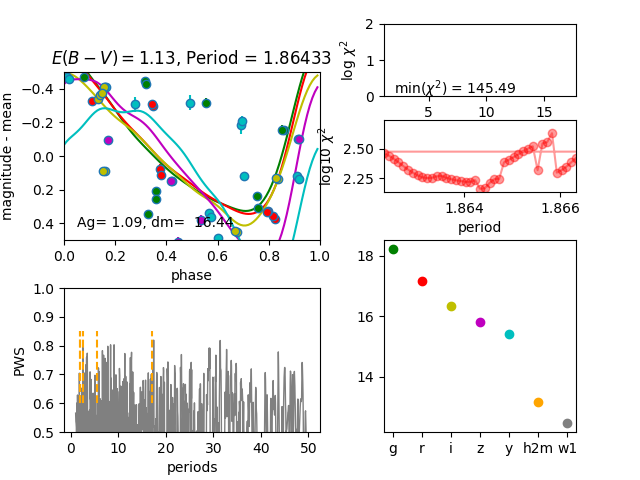 E(B − V) = 1.13, Period = 1.86433
−0.4
−0.2
0.0
0.2
0.4
magnitude - mean
Ag= 1.09, dm= 16.44
0.0 0.2 0.4 0.6 0.8 1.0
phase
2
1
0
log χ²
min(χ²) = 145.49
5 10 15
log10 χ²
2.50
2.25
1.864 1.866
period
1.0
0.9
0.8
0.7
0.6
0.5
PWS
0 10 20 30 40 50
periods
18
16
14
g r i z y h2m w1